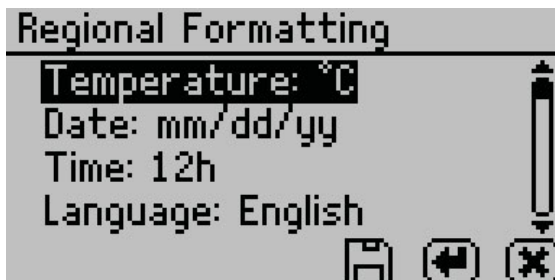 Regional Formatting
Temperature: °C
Date: mm/dd/yy
Time: 12h
Language: English